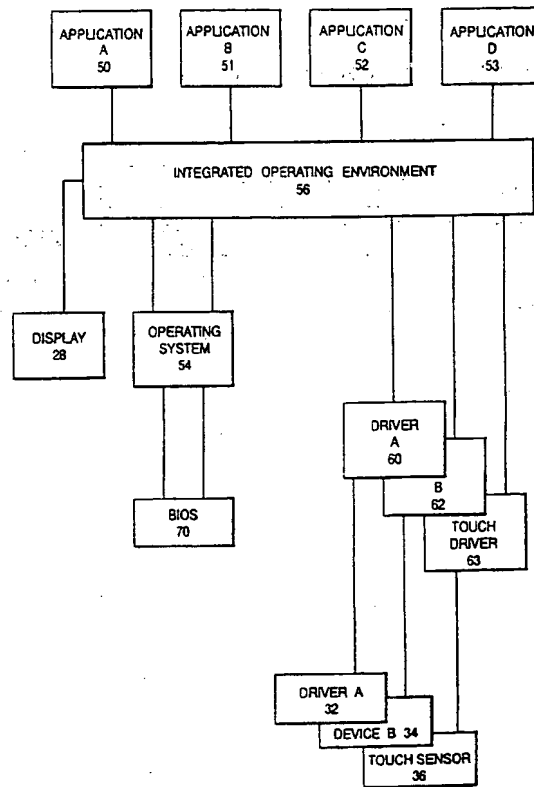 APPLICATION
A
50
APPLICATION
B
51
APPLICATION
C
52
APPLICATION
D
53
INTEGRATED OPERATING ENVIRONMENT
56
DISPLAY
28
OPERATING
SYSTEM
54
DRIVER
A
60
B
62
BIOS
70
TOUCH
DRIVER
63
DRIVER A
32
DEVICE B 34
TOUCH SENSOR
36